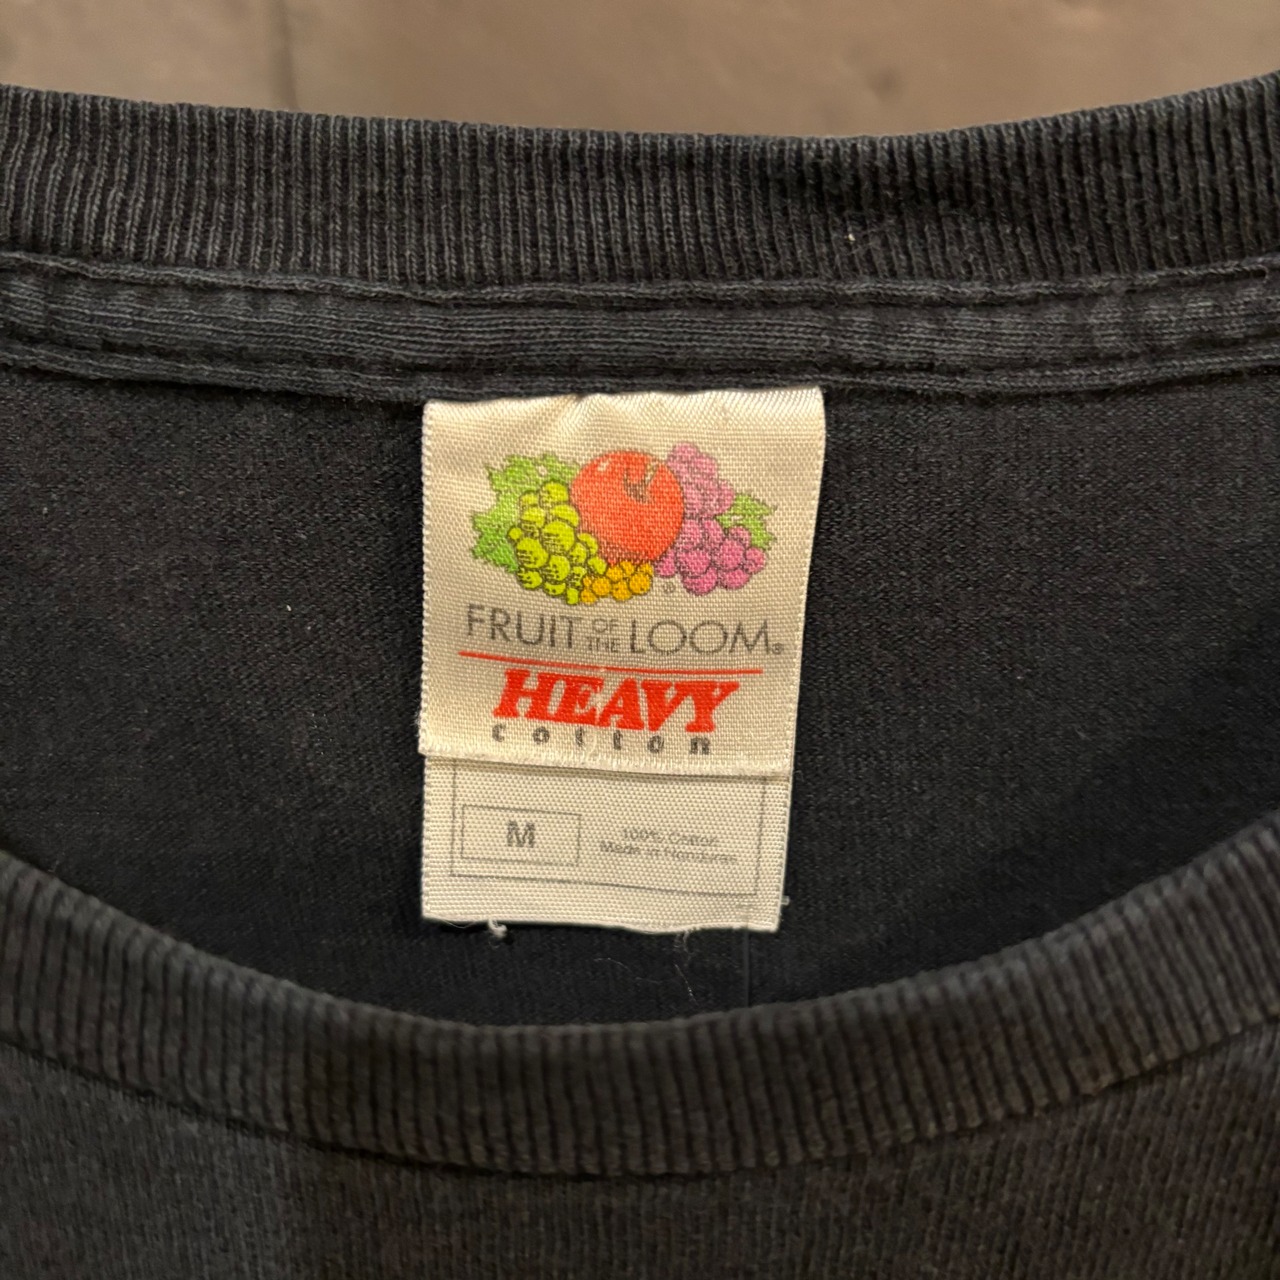 FRUIT OF THE LOOM®
HEAVY
cotton
M
100% Cotton
Made in Honduras